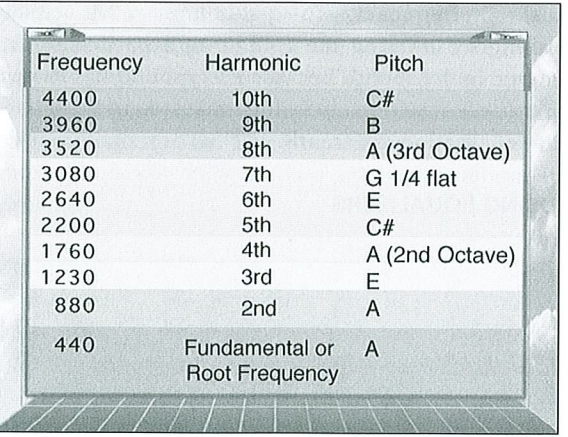 Frequency Harmonic Pitch
4400 10th C#
3960 9th B
3520 8th A (3rd Octave)
3080 7th G 1/4 flat
2640 6th E
2200 5th C#
1760 4th A (2nd Octave)
1230 3rd E
880 2nd A
440 Fundamental or A
Root Frequency